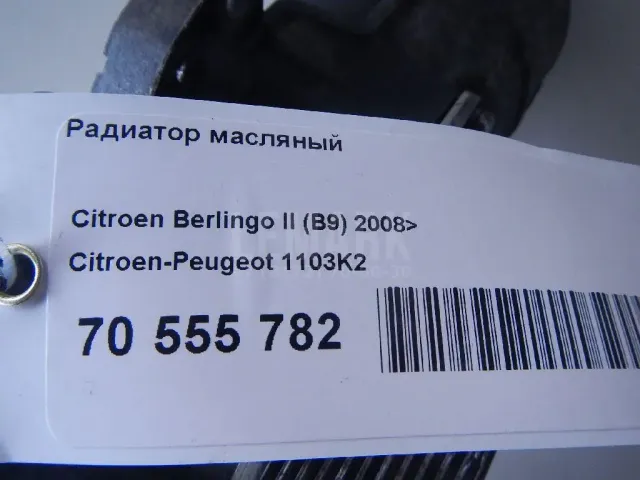 Радиатор масляный
Citroen Berlingo II (B9) 2008>
Citroen-Peugeot 1103K2
70 555 782